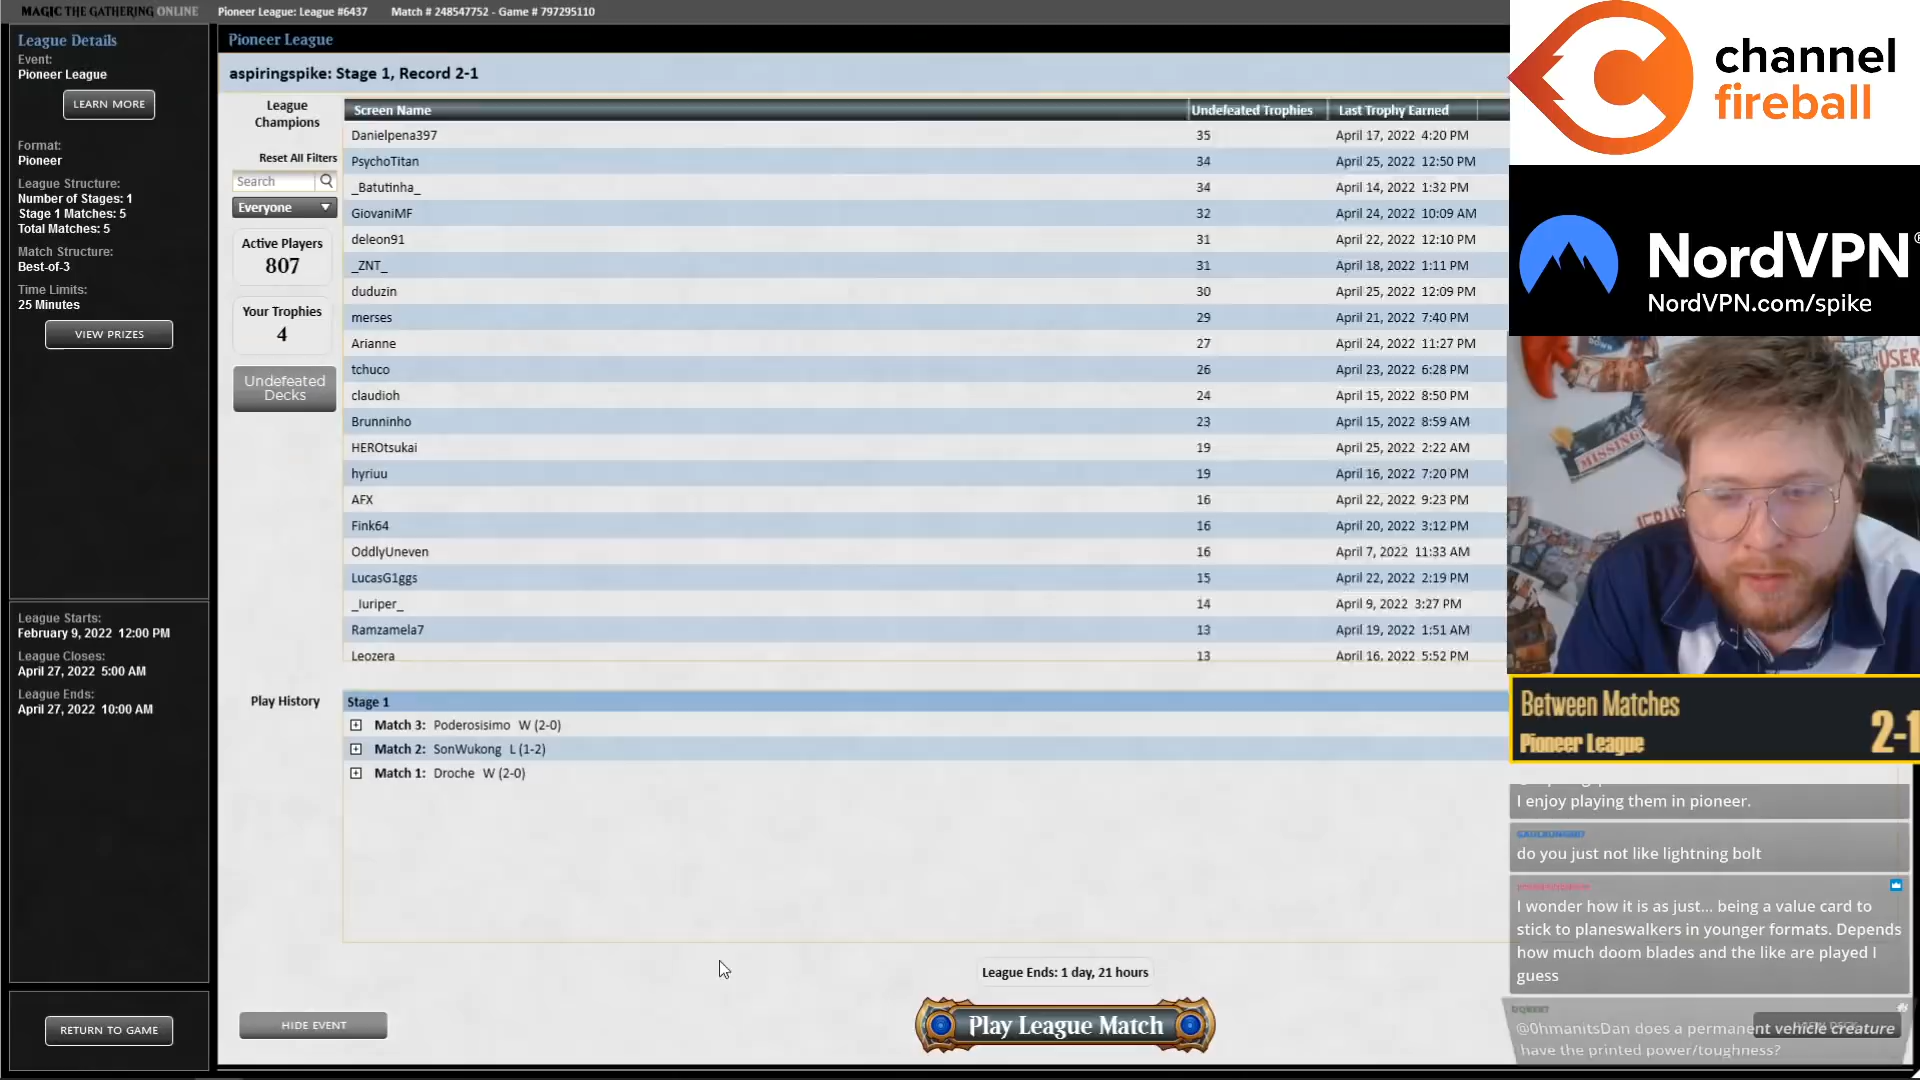 MAGIC THE GATHERING ONLINE
Pioneer League: League #6437
Match # 248547752 - Game # 797295110
League Details
Event:
Pioneer League
LEARN MORE
Format:
Pioneer
League Structure:
Number of Stages: 1
Stage 1 Matches: 5
Total Matches: 5
Match Structure:
Best-of-3
Time Limits:
25 Minutes
VIEW PRIZES
League Starts:
February 9, 2022 12:00 PM
League Closes:
April 27, 2022 5:00 AM
League Ends:
April 27, 2022 10:00 AM
RETURN TO GAME
Pioneer League
aspiringspike: Stage 1, Record 2-1
League
Champions
Reset All Filters
Search
Everyone
Active Players
807
Your Trophies
4
Undefeated
Decks
Screen Name Undefeated Trophies Last Trophy Earned
Danielpena397 35 April 17, 2022 4:20 PM
PsychoTitan 34 April 25, 2022 12:50 PM
_Batutinha_ 34 April 14, 2022 1:32 PM
GiovaniMF 32 April 24, 2022 10:09 AM
deleon91 31 April 22, 2022 12:10 PM
_ZNT_ 31 April 18, 2022 1:11 PM
duduzin 30 April 25, 2022 12:09 PM
merses 29 April 21, 2022 7:40 PM
Arianne 27 April 24, 2022 11:27 PM
tchuco 26 April 23, 2022 6:28 PM
claudioh 24 April 15, 2022 8:50 PM
Brunninho 23 April 15, 2022 8:59 AM
HEROtsukai 19 April 25, 2022 2:22 AM
hyriuu 19 April 16, 2022 7:20 PM
AFX 16 April 22, 2022 9:23 PM
Fink64 16 April 20, 2022 3:12 PM
OddlyUneven 16 April 7, 2022 11:33 AM
LucasG1ggs 15 April 22, 2022 2:19 PM
_Iuriper_ 14 April 9, 2022 3:27 PM
Ramzamela7 13 April 19, 2022 1:51 AM
Leozera 13 April 16, 2022 5:52 PM
Play History
Stage 1
Match 3: Poderosisimo W (2-0)
Match 2: SonWukong L (1-2)
Match 1: Droche W (2-0)
League Ends: 1 day, 21 hours
HIDE EVENT
Play League Match
channel
fireball
NordVPN®
NordVPN.com/spike
MISSING
USER
Between Matches
Pioneer League
2-1
I enjoy playing them in pioneer.
do you just not like lightning bolt
I wonder how it is as just... being a value card to
stick to planeswalkers in younger formats. Depends
how much doom blades and the like are played I
guess
@0hmanitsDan does a permanent vehicle creature
have the printed power/toughness?